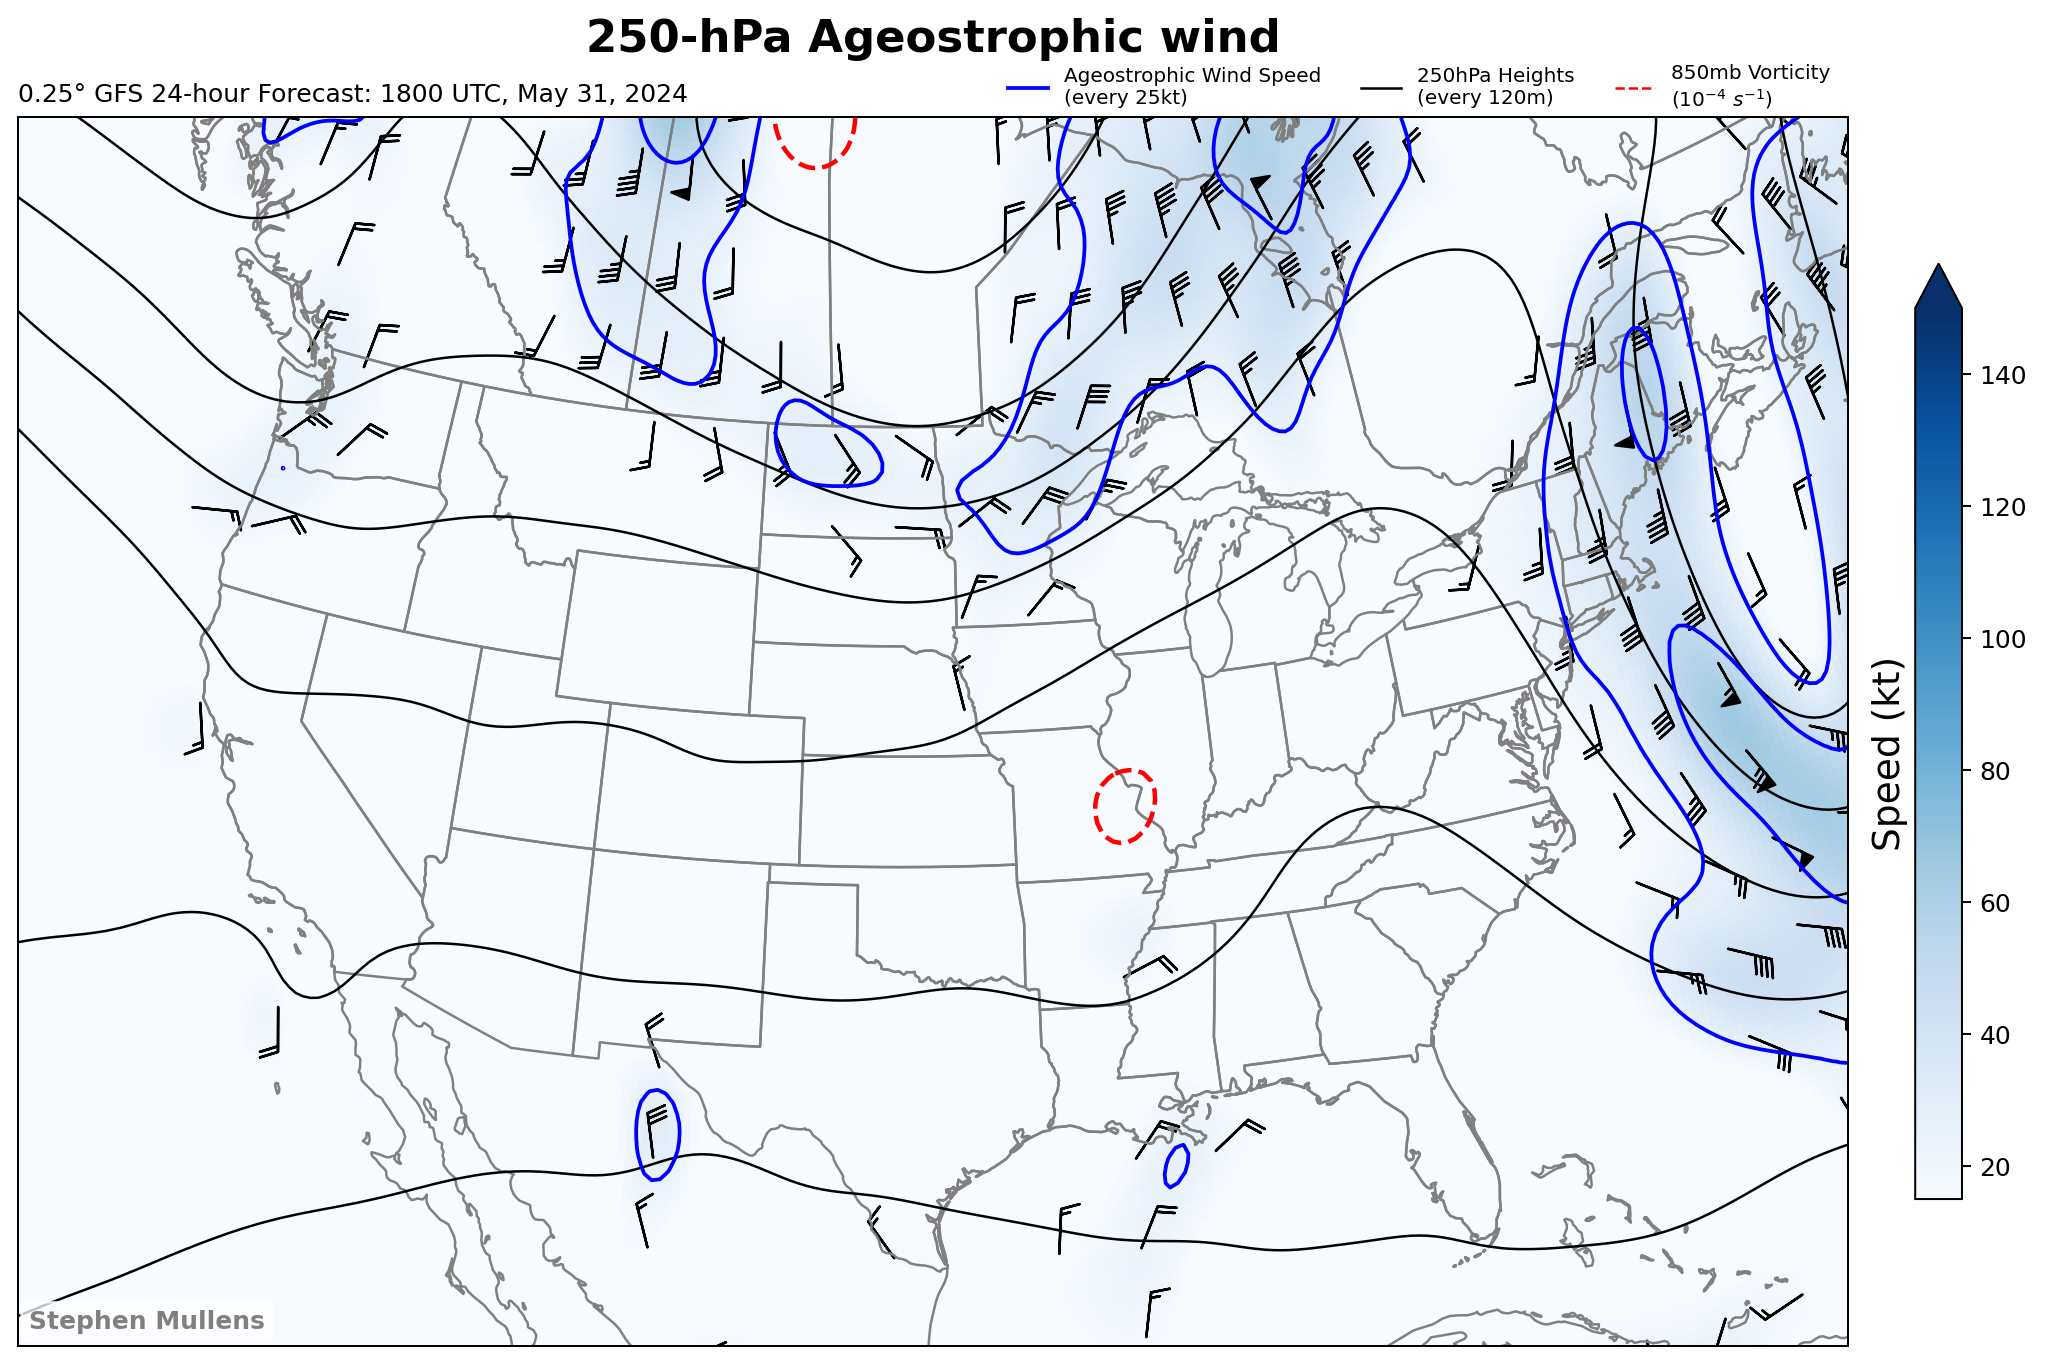 250-hPa Ageostrophic wind
0.25° GFS 24-hour Forecast: 1800 UTC, May 31, 2024
Ageostrophic Wind Speed
(every 25kt)
250hPa Heights
(every 120m)
850mb Vorticity
(10⁻⁴ s⁻¹)
140
120
100
80
60
40
20
Speed (kt)
Stephen Mullens